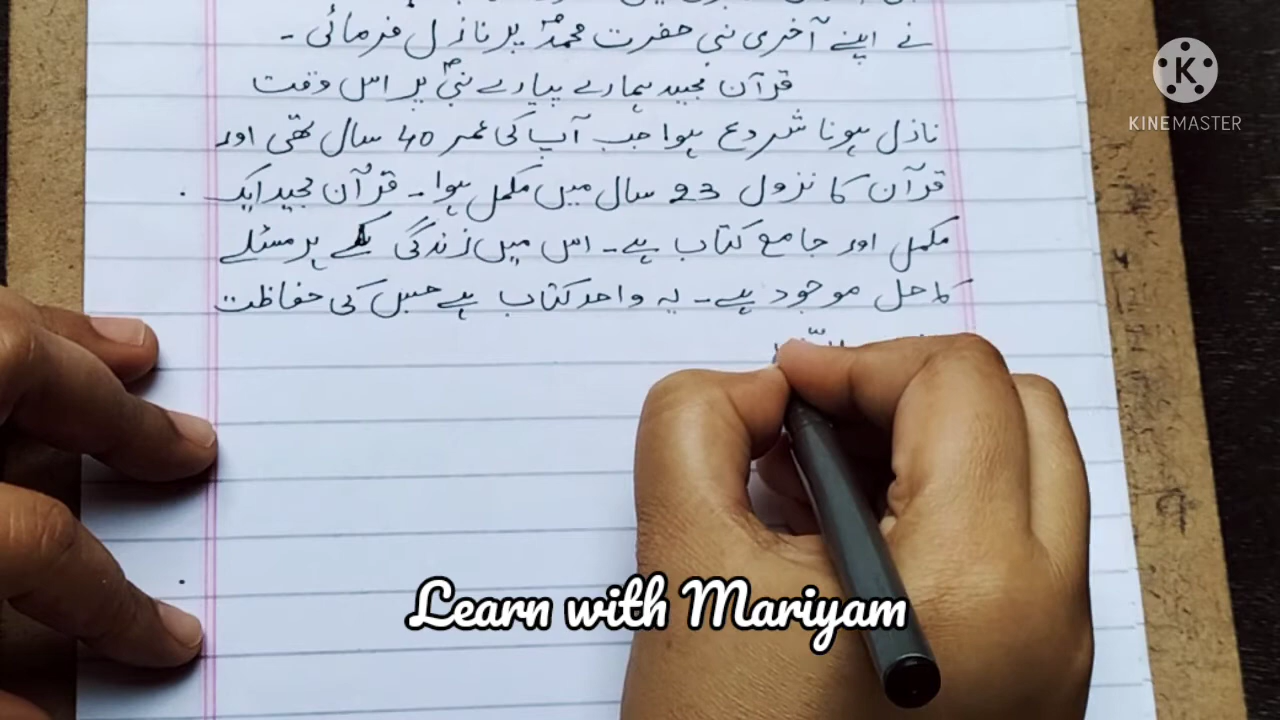 نے اپنے آخری نبی حضرت محمدؐ پر نازل فرمائی ۔
قرآن مجید ہمارے پیارے نبیؐ پر اس وقت
نازل ہونا شروع ہوا جب آپ کی عمر 40 سال تھی اور
قرآن کا نزول 23 سال میں مکمل ہوا ۔ قرآن مجید ایک
مکمل اور جامع کتاب ہے ۔ اس میں زندگی کے ہر مسئلے
کا حل موجود ہے ۔ یہ واحد کتاب ہے جس کی حفاظت
KINEMASTER
Learn with Mariyam